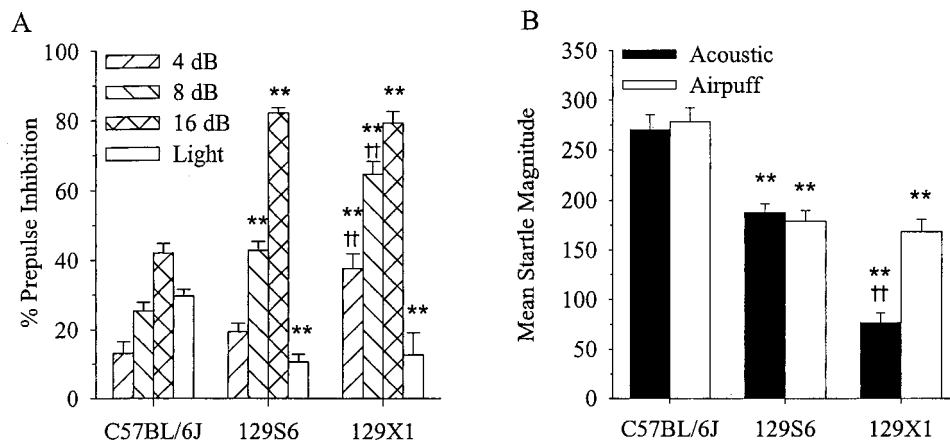 A
% Prepulse Inhibition
100
80
60
40
20
0
4 dB
8 dB
16 dB
Light
**
**
**
**
††
**
††
**
**
**
C57BL/6J
129S6
129X1
B
Mean Startle Magnitude
350
300
250
200
150
100
50
0
Acoustic
Airpuff
**
**
**
**
††
C57BL/6J
129S6
129X1